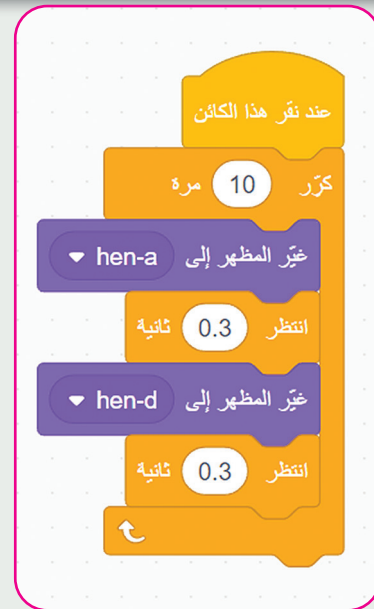 عند نقر هذا الكائن
كرّر 10 مرة
غيّر المظهر إلى hen-a
انتظر 0.3 ثانية
غيّر المظهر إلى hen-d
انتظر 0.3 ثانية